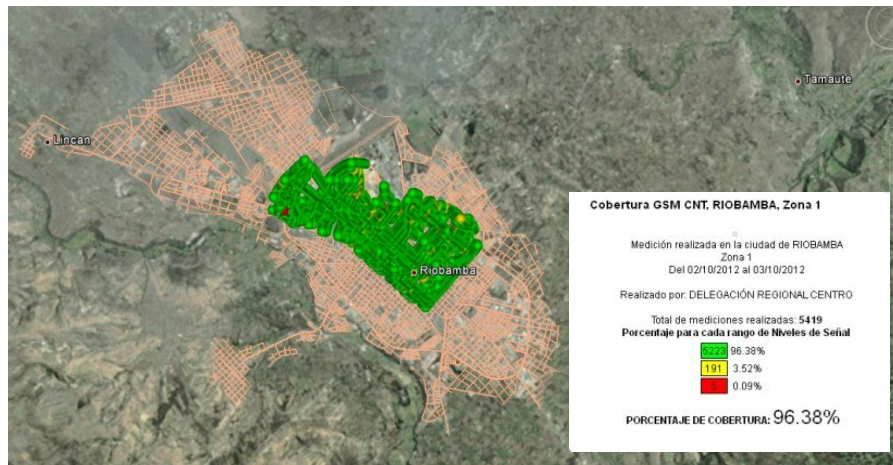 Tamaute
Lincan
Riobamba
Cobertura GSM CNT, RIOBAMBA, Zona 1
Medición realizada en la ciudad de RIOBAMBA
Zona 1
Del 02/10/2012 al 03/10/2012
Realizado por: DELEGACIÓN REGIONAL CENTRO
Total de mediciones realizadas: 5419
Porcentaje para cada rango de Niveles de Señal
5223 96.38%
191 3.52%
5 0.09%
PORCENTAJE DE COBERTURA: 96.38%